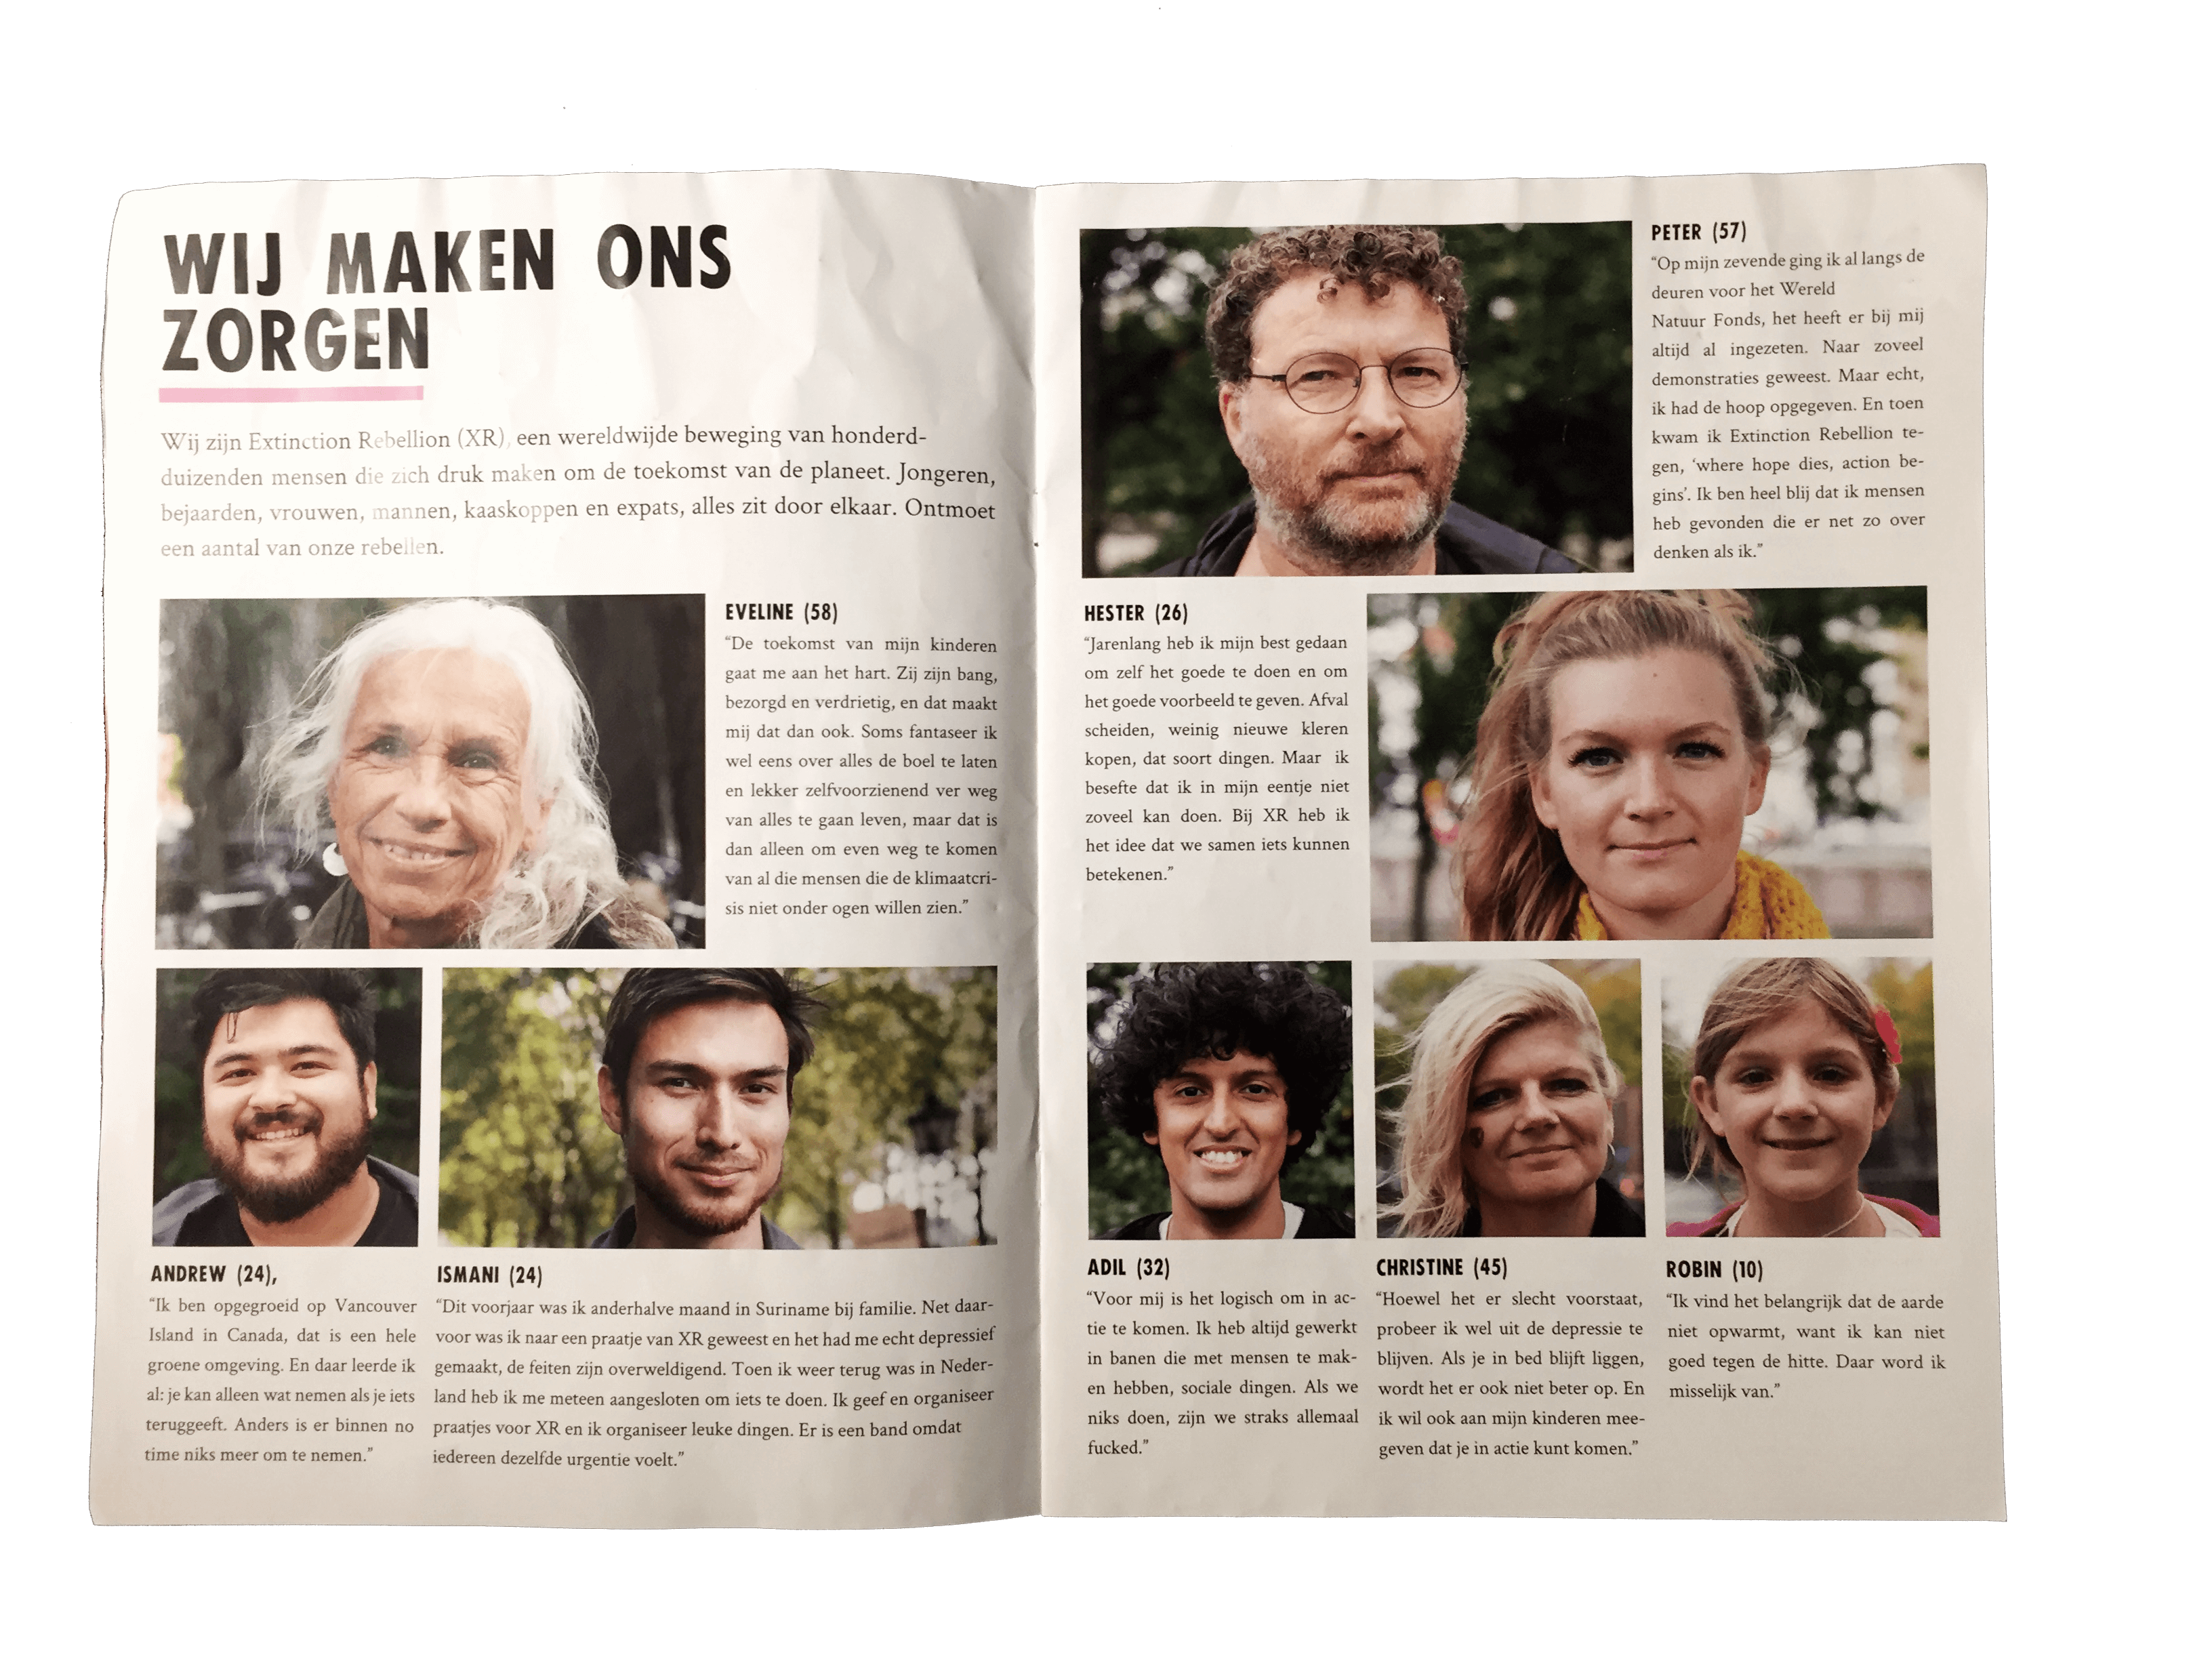 WIJ MAKEN ONS
ZORGEN
Wij zijn Extinction Rebellion (XR), een wereldwijde beweging van honderd-
duizenden mensen die zich druk maken om de toekomst van de planeet. Jongeren,
bejaarden, vrouwen, mannen, kaaskoppen en expats, alles zit door elkaar. Ontmoet
een aantal van onze rebellen.
EVELINE (58)
“De toekomst van mijn kinderen
gaat me aan het hart. Zij zijn bang,
bezorgd en verdrietig, en dat maakt
mij dat dan ook. Soms fantaseer ik
wel eens over alles de boel te laten
en lekker zelfvoorzienend ver weg
van alles te gaan leven, maar dat is
dan alleen om even weg te komen
van al die mensen die de klimaatcri-
sis niet onder ogen willen zien.”
ANDREW (24),
“Ik ben opgegroeid op Vancouver
Island in Canada, dat is een hele
groene omgeving. En daar leerde ik
al: je kan alleen wat nemen als je iets
teruggeeft. Anders is er binnen no
time niks meer om te nemen.”
ISMANI (24)
“Dit voorjaar was ik anderhalve maand in Suriname bij familie. Net daar-
voor was ik naar een praatje van XR geweest en het had me echt depressief
gemaakt, de feiten zijn overweldigend. Toen ik weer terug was in Neder-
land heb ik me meteen aangesloten om iets te doen. Ik geef en organiseer
praatjes voor XR en ik organiseer leuke dingen. Er is een band omdat
iedereen dezelfde urgentie voelt.”
PETER (57)
“Op mijn zevende ging ik al langs de
deuren voor het Wereld
Natuur Fonds, het heeft er bij mij
altijd al ingezeten. Naar zoveel
demonstraties geweest. Maar echt,
ik had de hoop opgegeven. En toen
kwam ik Extinction Rebellion te-
gen, ‘where hope dies, action be-
gins’. Ik ben heel blij dat ik mensen
heb gevonden die er net zo over
denken als ik.”
HESTER (26)
“Jarenlang heb ik mijn best gedaan
om zelf het goede te doen en om
het goede voorbeeld te geven. Afval
scheiden, weinig nieuwe kleren
kopen, dat soort dingen. Maar ik
besefte dat ik in mijn eentje niet
zoveel kan doen. Bij XR heb ik
het idee dat we samen iets kunnen
betekenen.”
ADIL (32)
“Voor mij is het logisch om in ac-
tie te komen. Ik heb altijd gewerkt
in banen die met mensen te mak-
en hebben, sociale dingen. Als we
niks doen, zijn we straks allemaal
fucked.”
CHRISTINE (45)
“Hoewel het er slecht voorstaat,
probeer ik wel uit de depressie te
blijven. Als je in bed blijft liggen,
wordt het er ook niet beter op. En
ik wil ook aan mijn kinderen mee-
geven dat je in actie kunt komen.”
ROBIN (10)
“Ik vind het belangrijk dat de aarde
niet opwarmt, want ik kan niet
goed tegen de hitte. Daar word ik
misselijk van.”